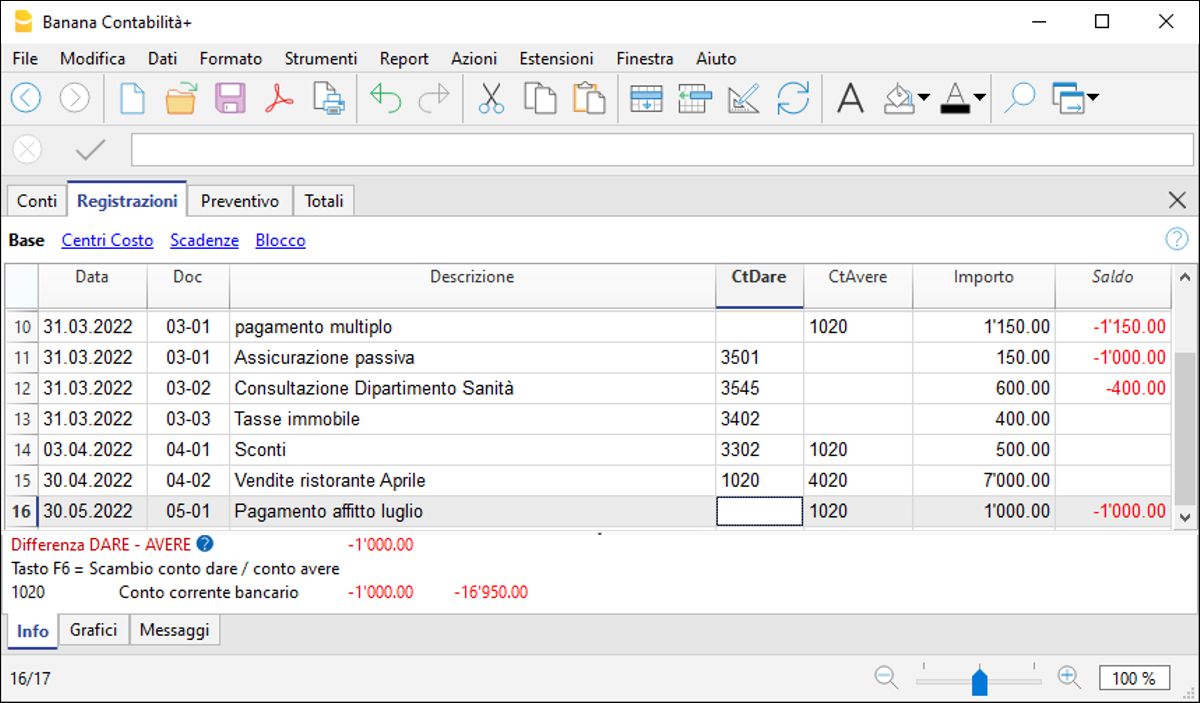 Banana Contabilità+
File Modifica Dati Formato Strumenti Report Azioni Estensioni Finestra Aiuto
Conti Registrazioni Preventivo Totali
Base Centri Costo Scadenze Blocco
Data Doc Descrizione CtDare CtAvere Importo Saldo
10 31.03.2022 03-01 pagamento multiplo 1020 1'150.00 -1'150.00
11 31.03.2022 03-01 Assicurazione passiva 3501 150.00 -1'000.00
12 31.03.2022 03-02 Consultazione Dipartimento Sanità 3545 600.00 -400.00
13 31.03.2022 03-03 Tasse immobile 3402 400.00
14 03.04.2022 04-01 Sconti 3302 1020 500.00
15 30.04.2022 04-02 Vendite ristorante Aprile 1020 4020 7'000.00
16 30.05.2022 05-01 Pagamento affitto luglio 1020 1'000.00 -1'000.00
Differenza DARE - AVERE ? -1'000.00
Tasto F6 = Scambio conto dare / conto avere
1020 Conto corrente bancario -1'000.00 -16'950.00
Info Grafici Messaggi
16/17 100 %